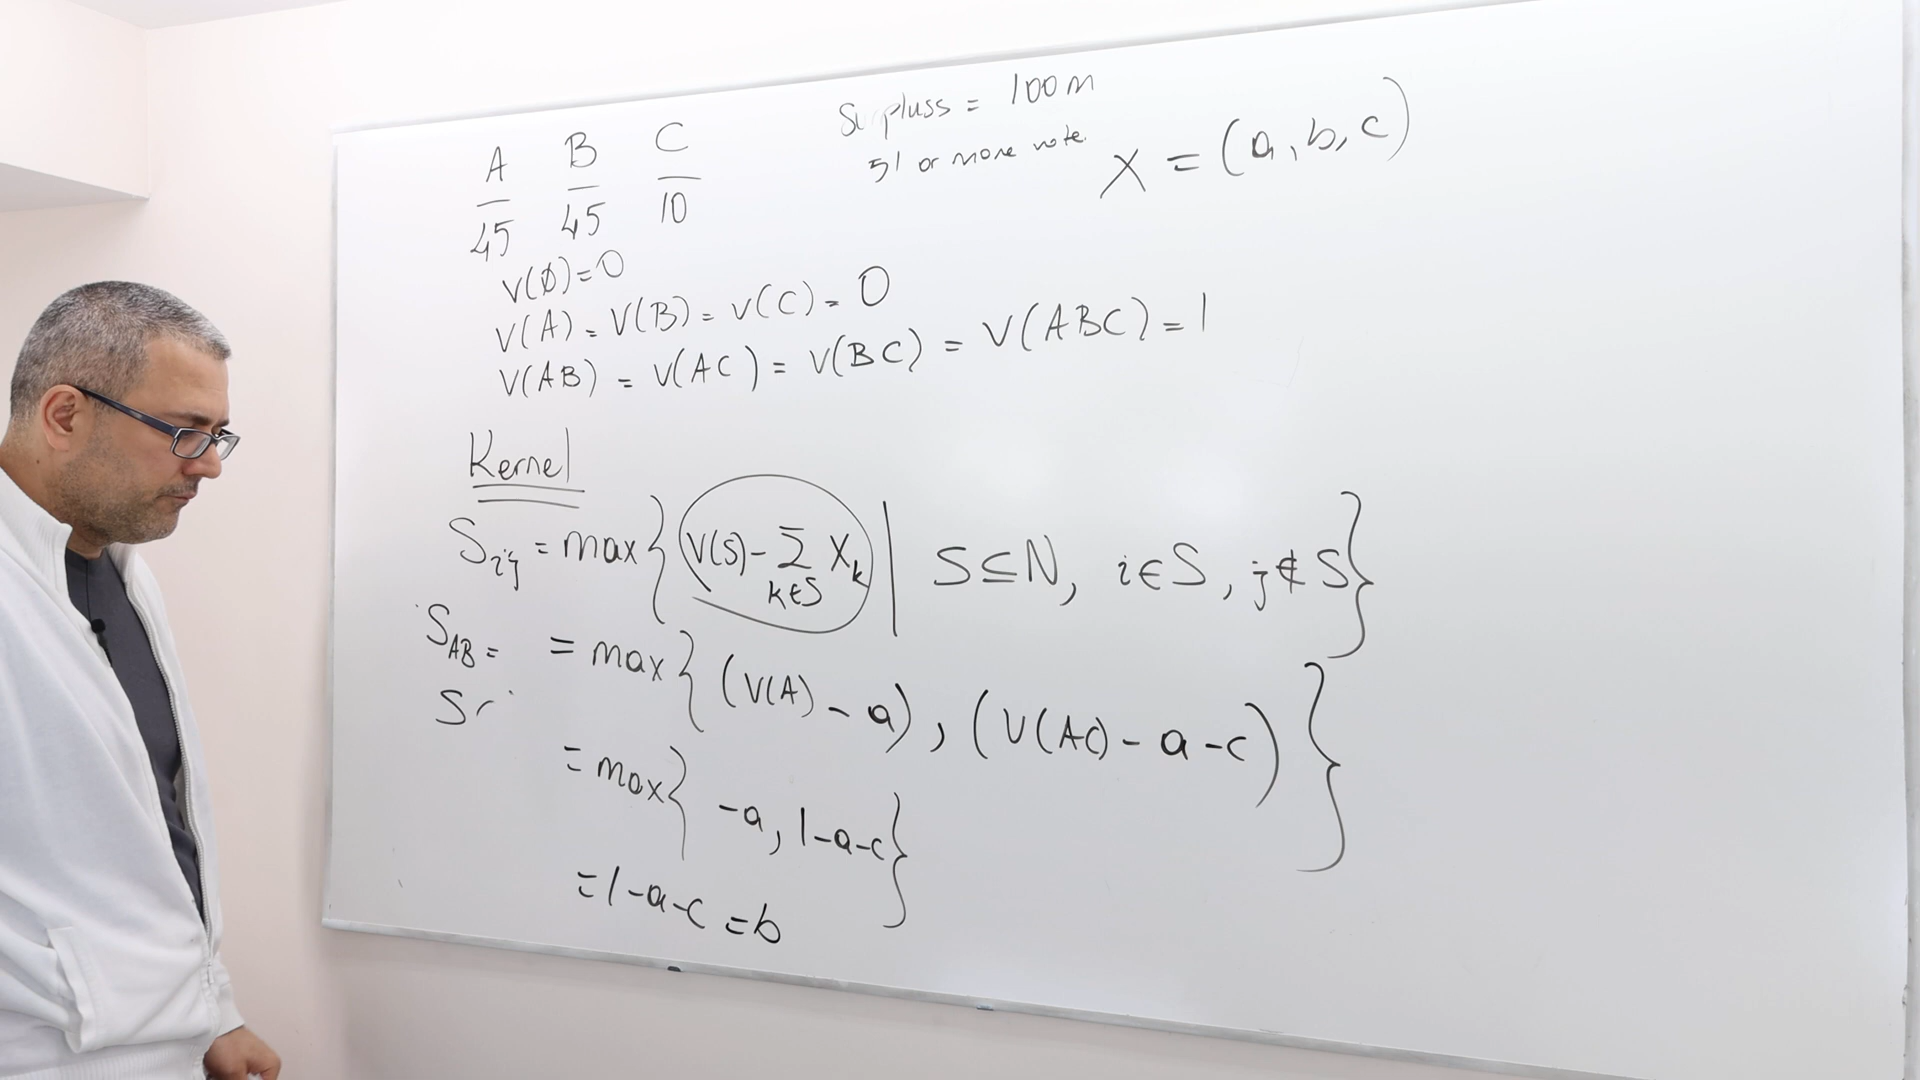 A B C
45 45 10
Surpluss = 100m
51 or more vote.
X = (a, b, c)
V(∅)=0
V(A) = V(B) = V(C) = 0
V(AB) = V(AC) = V(BC) = V(ABC) = 1
Kernel
S_ij = max{ V(S) - Σ_{k∈S} X_k | S⊆N, i∈S, j∉S }
S_AB = = max{ (V(A) - a), (V(AC) - a - c) }
S
= max{ -a, 1-a-c }
= 1-a-c = b